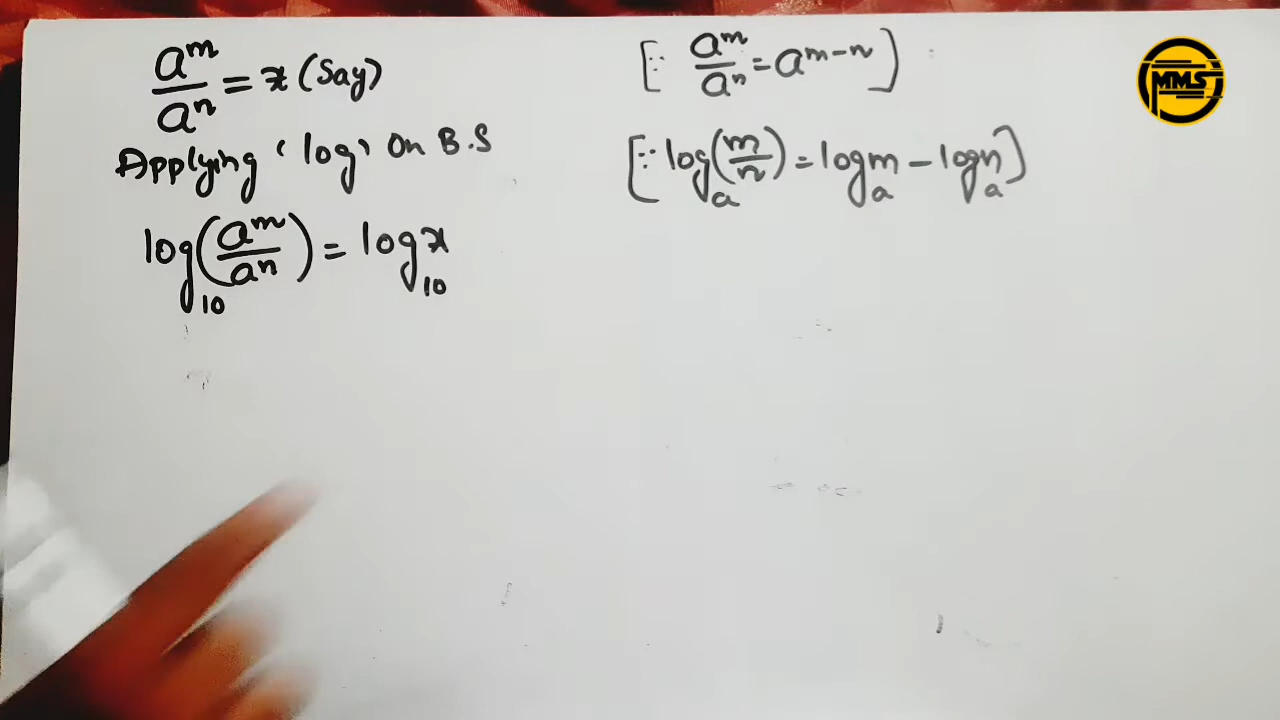 a^m/a^n = x (Say)
Applying 'log' On B.S
log_10(a^m/a^n) = log_10 x
[∵ a^m/a^n = a^{m-n}]
[∵ log_a(m/n) = log_a m - log_a n]
MMS